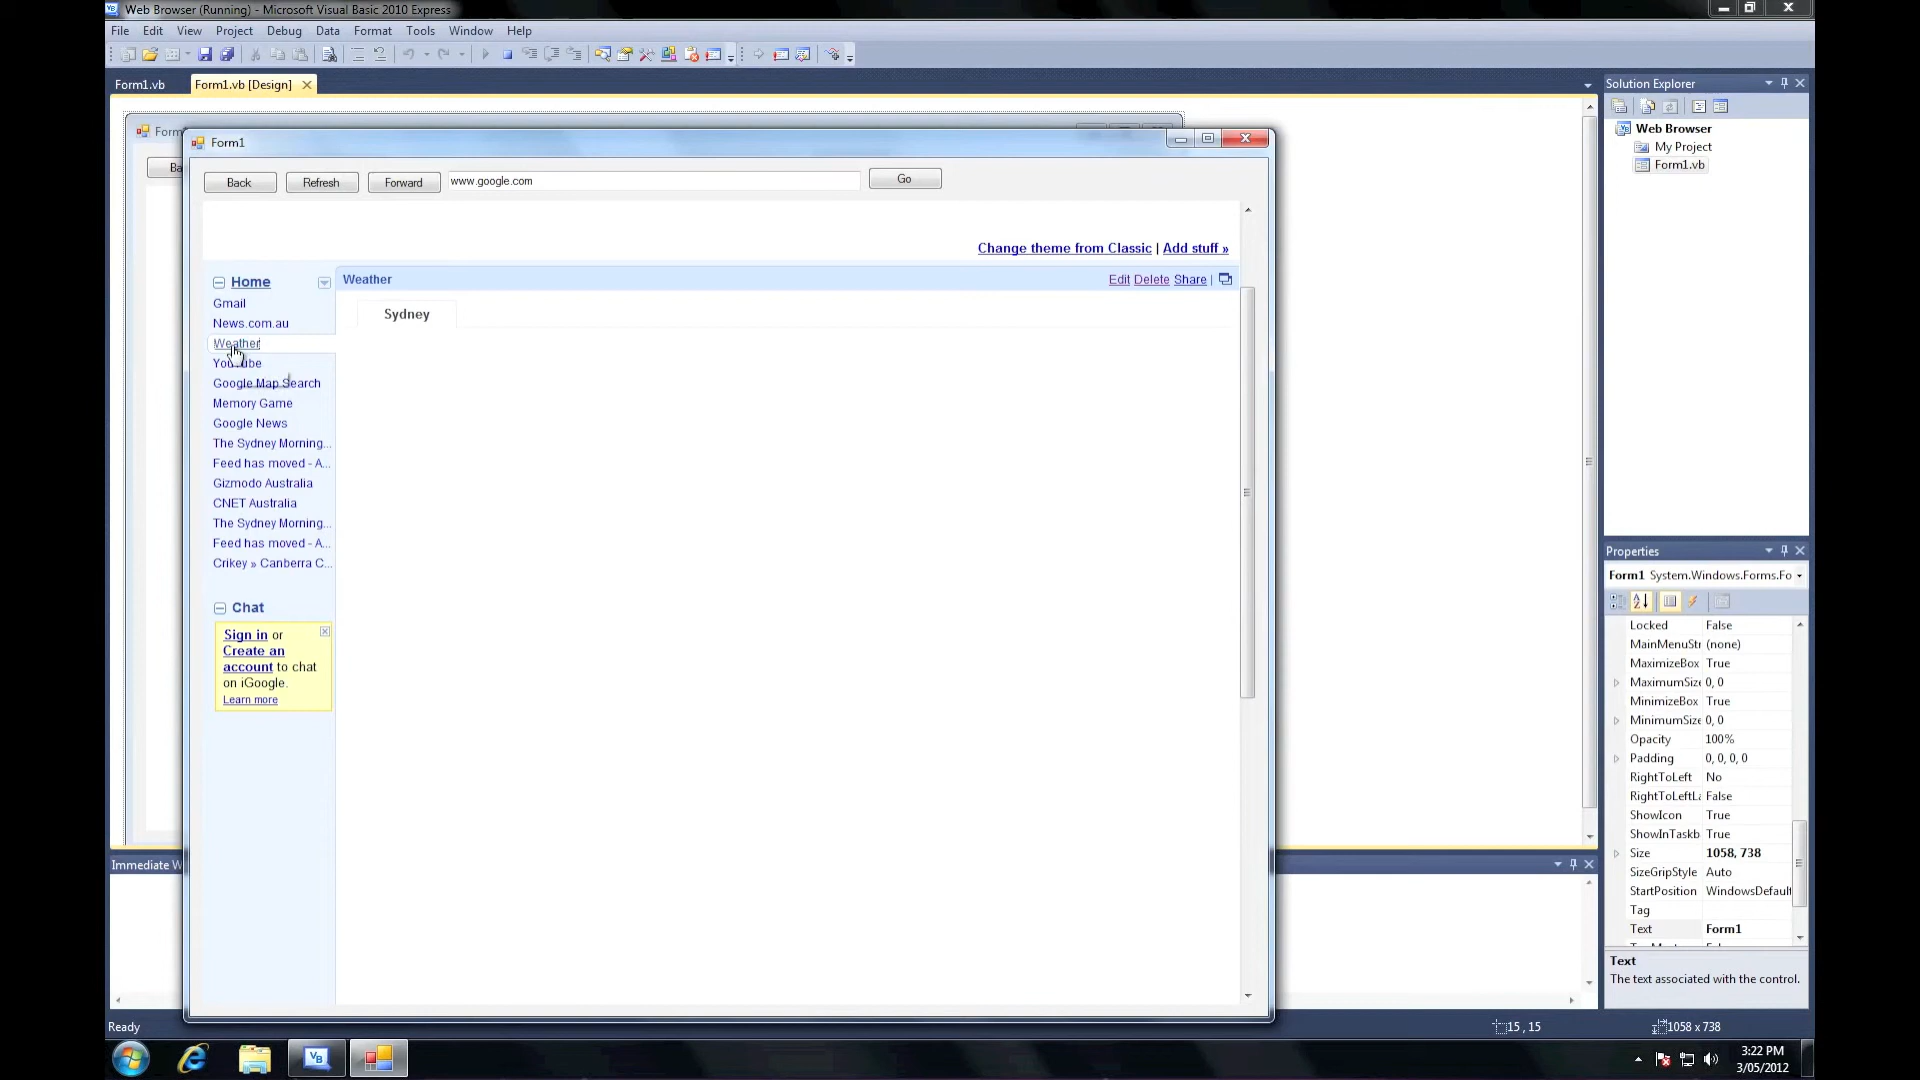 Web Browser (Running) - Microsoft Visual Basic 2010 Express
File Edit View Project Debug Data Format Tools Window Help
Form1.vb
Form1.vb [Design]
Form
Ba
Form1
Back
Refresh
Forward
www.google.com
Go
Change theme from Classic | Add stuff »
Home
Gmail
News.com.au
Weather
YouTube
Google Map Search
Memory Game
Google News
The Sydney Morning...
Feed has moved - A...
Gizmodo Australia
CNET Australia
The Sydney Morning...
Feed has moved - A...
Crikey » Canberra C...
Chat
Sign in or
Create an
account to chat
on iGoogle.
Learn more
Weather
Edit Delete Share |
Sydney
Immediate W
Solution Explorer
Web Browser
My Project
Form1.vb
Properties
Form1 System.Windows.Forms.Fo
Locked False
MainMenuStr (none)
MaximizeBox True
MaximumSize 0, 0
MinimizeBox True
MinimumSize 0, 0
Opacity 100%
Padding 0, 0, 0, 0
RightToLeft No
RightToLeftLa False
ShowIcon True
ShowInTaskb True
Size 1058, 738
SizeGripStyle Auto
StartPosition WindowsDefault
Tag
Text Form1
Text
The text associated with the control.
Ready
15 , 15
1058 x 738
3:22 PM
3/05/2012